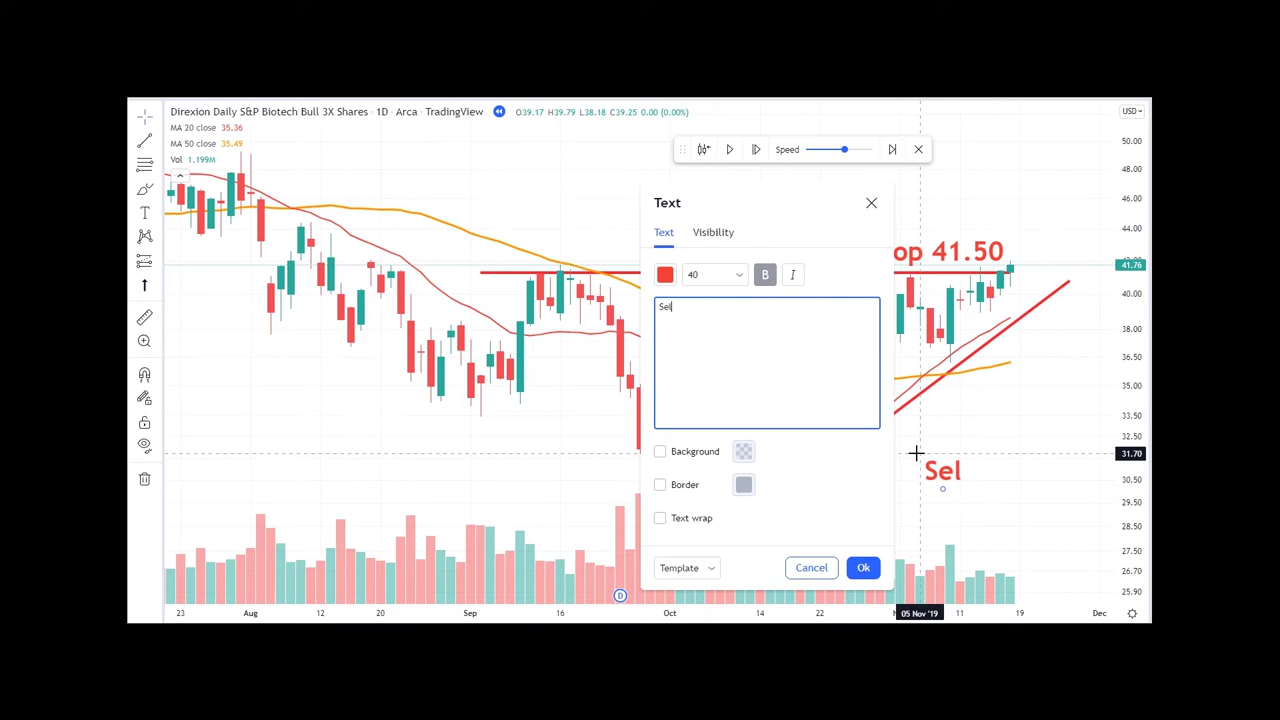 Direxion Daily S&P Biotech Bull 3X Shares · 1D · Arca · TradingView
O39.17 H39.79 L38.18 C39.25 0.00 (0.00%)
USD
MA 20 close 35.36
MA 50 close 35.49
Vol 1.199M
Speed
Text
Text Visibility
40
B I
Sel
Background
Border
Text wrap
Template
Cancel
Ok
op 41.50
Sel
50.00
48.00
46.00
44.00
41.76
40.00
38.00
36.50
35.00
33.50
32.50
31.70
30.50
29.50
28.50
27.50
26.70
25.90
D
23 Aug 12 20 Sep 16 Oct 14 22 05 Nov '19 11 19 Dec